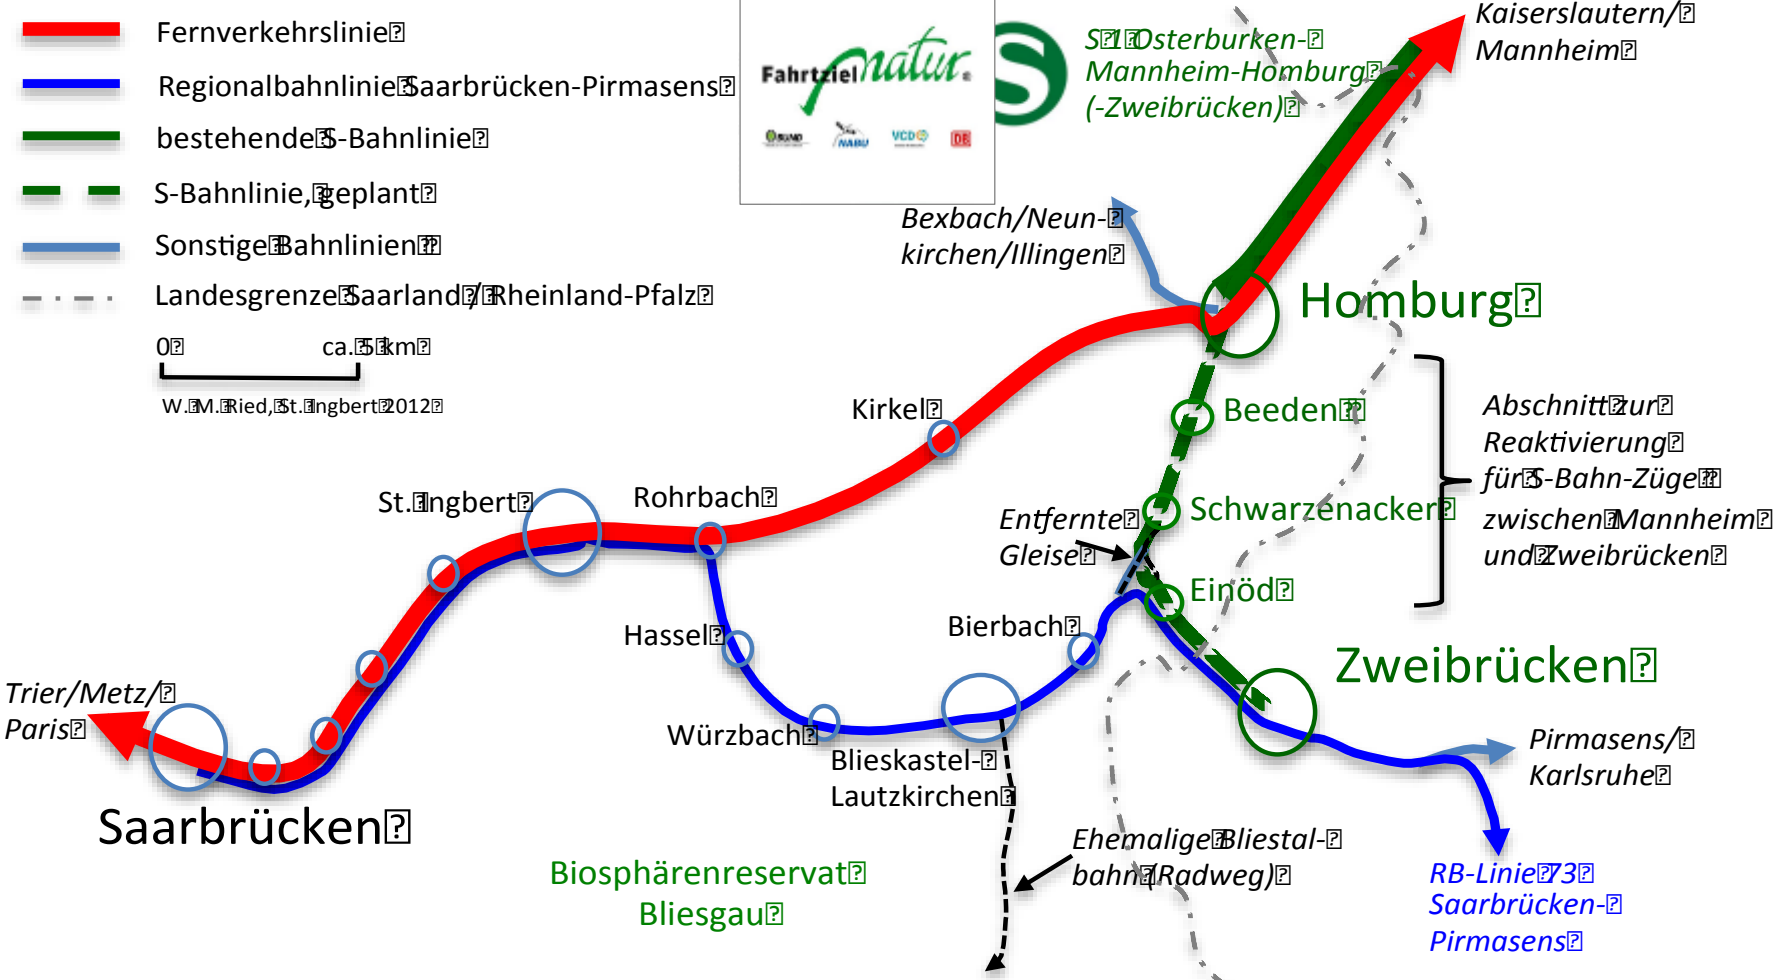 Fernverkehrslinie
Regionalbahnlinie Saarbrücken-Pirmasens
bestehende S-Bahnlinie
S-Bahnlinie, geplant
Sonstige Bahnlinien
Landesgrenze Saarland / Rheinland-Pfalz
0 ca. 5 km
W. M. Ried, St. Ingbert 2012
Fahrtziel natur
BUND NABU VCD DB
S
S 1 Osterburken-
Mannheim-Homburg
(-Zweibrücken)
Kaiserslautern/
Mannheim
Bexbach/Neun-
kirchen/Illingen
Homburg
Kirkel
Beeden
Abschnitt zur
Reaktivierung
für S-Bahn-Züge
zwischen Mannheim
und Zweibrücken
St. Ingbert
Rohrbach
Schwarzenacker
Entfernte
Gleise
Einöd
Hassel
Bierbach
Zweibrücken
Trier/Metz/
Paris
Würzbach
Blieskastel-
Lautzkirchen
Pirmasens/
Karlsruhe
Saarbrücken
Ehemalige Bliestal-
bahn (Radweg)
Biosphärenreservat
Bliesgau
RB-Linie 73
Saarbrücken-
Pirmasens